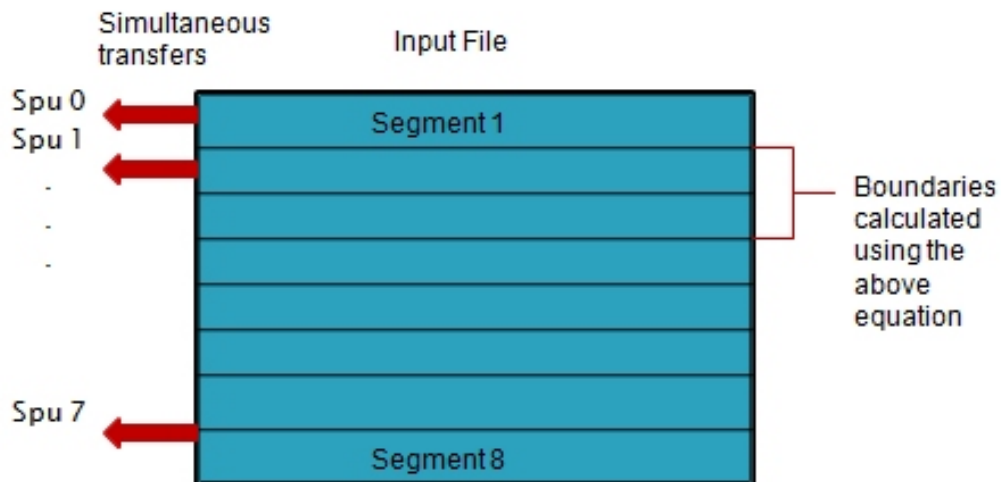 Simultaneous
transfers
Input File
Spu 0
Segment 1
Spu 1
.
.
.
Boundaries
calculated
using the
above
equation
Spu 7
Segment 8